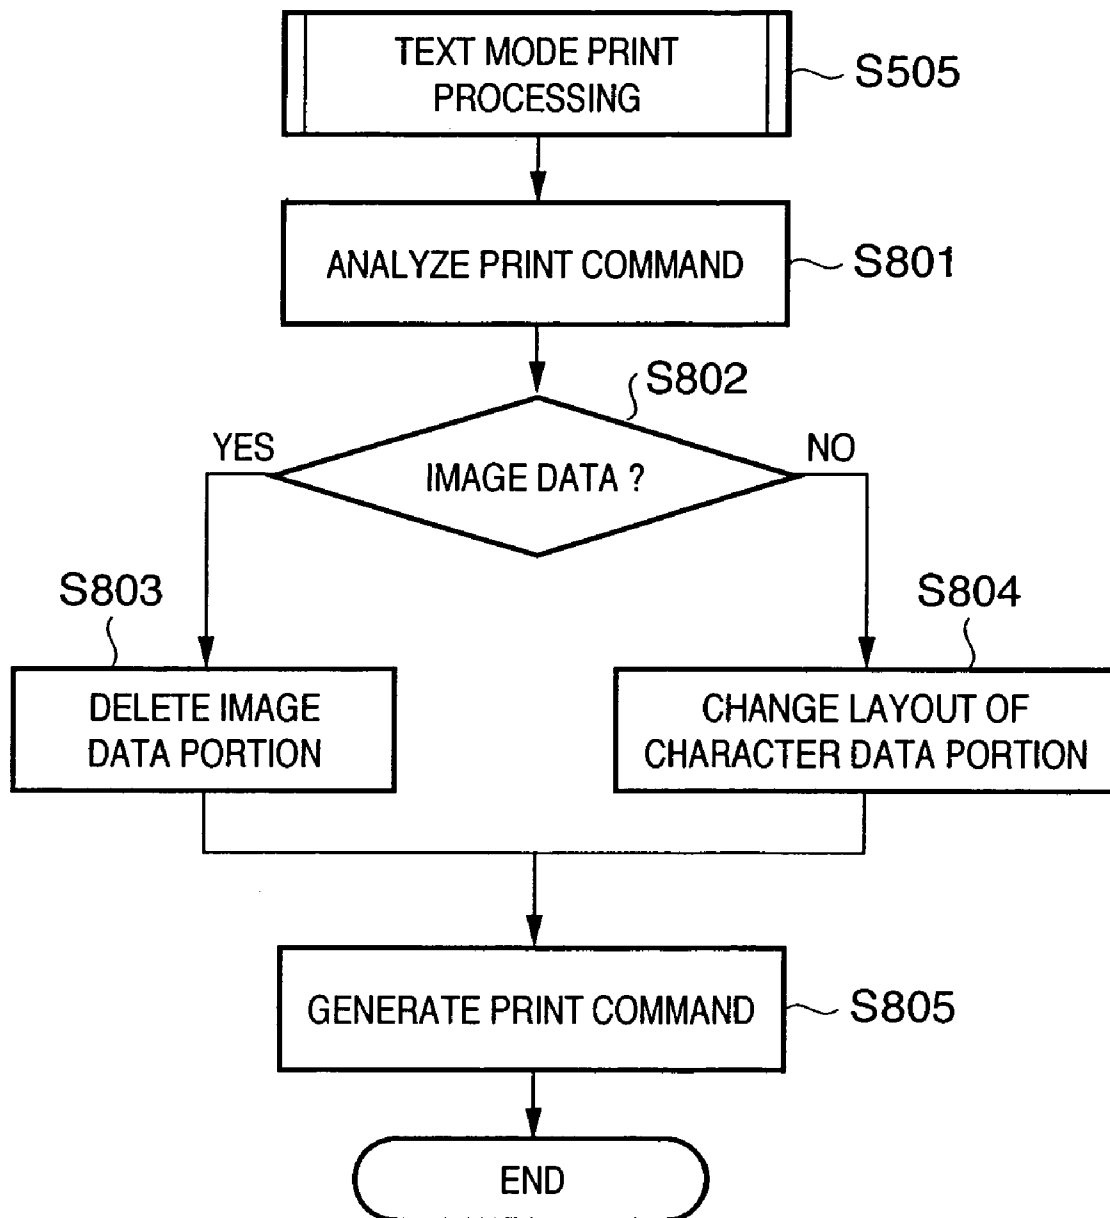 TEXT MODE PRINT
PROCESSING
S505
ANALYZE PRINT COMMAND
S801
S802
YES
IMAGE DATA ?
NO
S803
S804
DELETE IMAGE
DATA PORTION
CHANGE LAYOUT OF
CHARACTER DATA PORTION
GENERATE PRINT COMMAND
S805
END